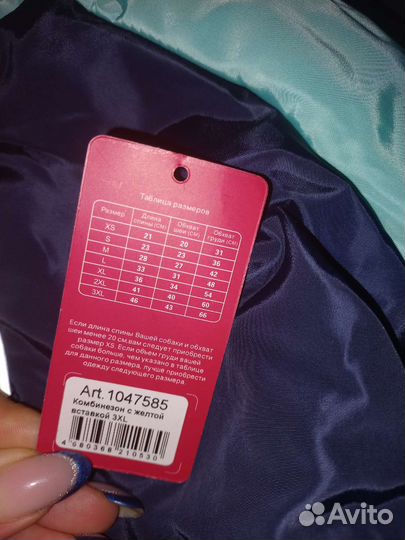 Таблица размеров
Размер Длина спины (см) Обхват шеи (см) Обхват груди (см)
XS 21 20 31
S 23 23 36
M 28 27 42
L 33 31 48
XL 36 34 54
2XL 41 40 60
3XL 46 43 66
Если длина спины Вашей собаки и обхват
шеи менее 20 см,вам следует приобрести
размер XS. Если объем груди вашей
собаки больше, чем указано в таблице
для данного размера, лучше приобрести
одежду следующего размера.
Art.1047585
Комбинезон с желтой
вставкой 3XL
4 680368 210530
Avito